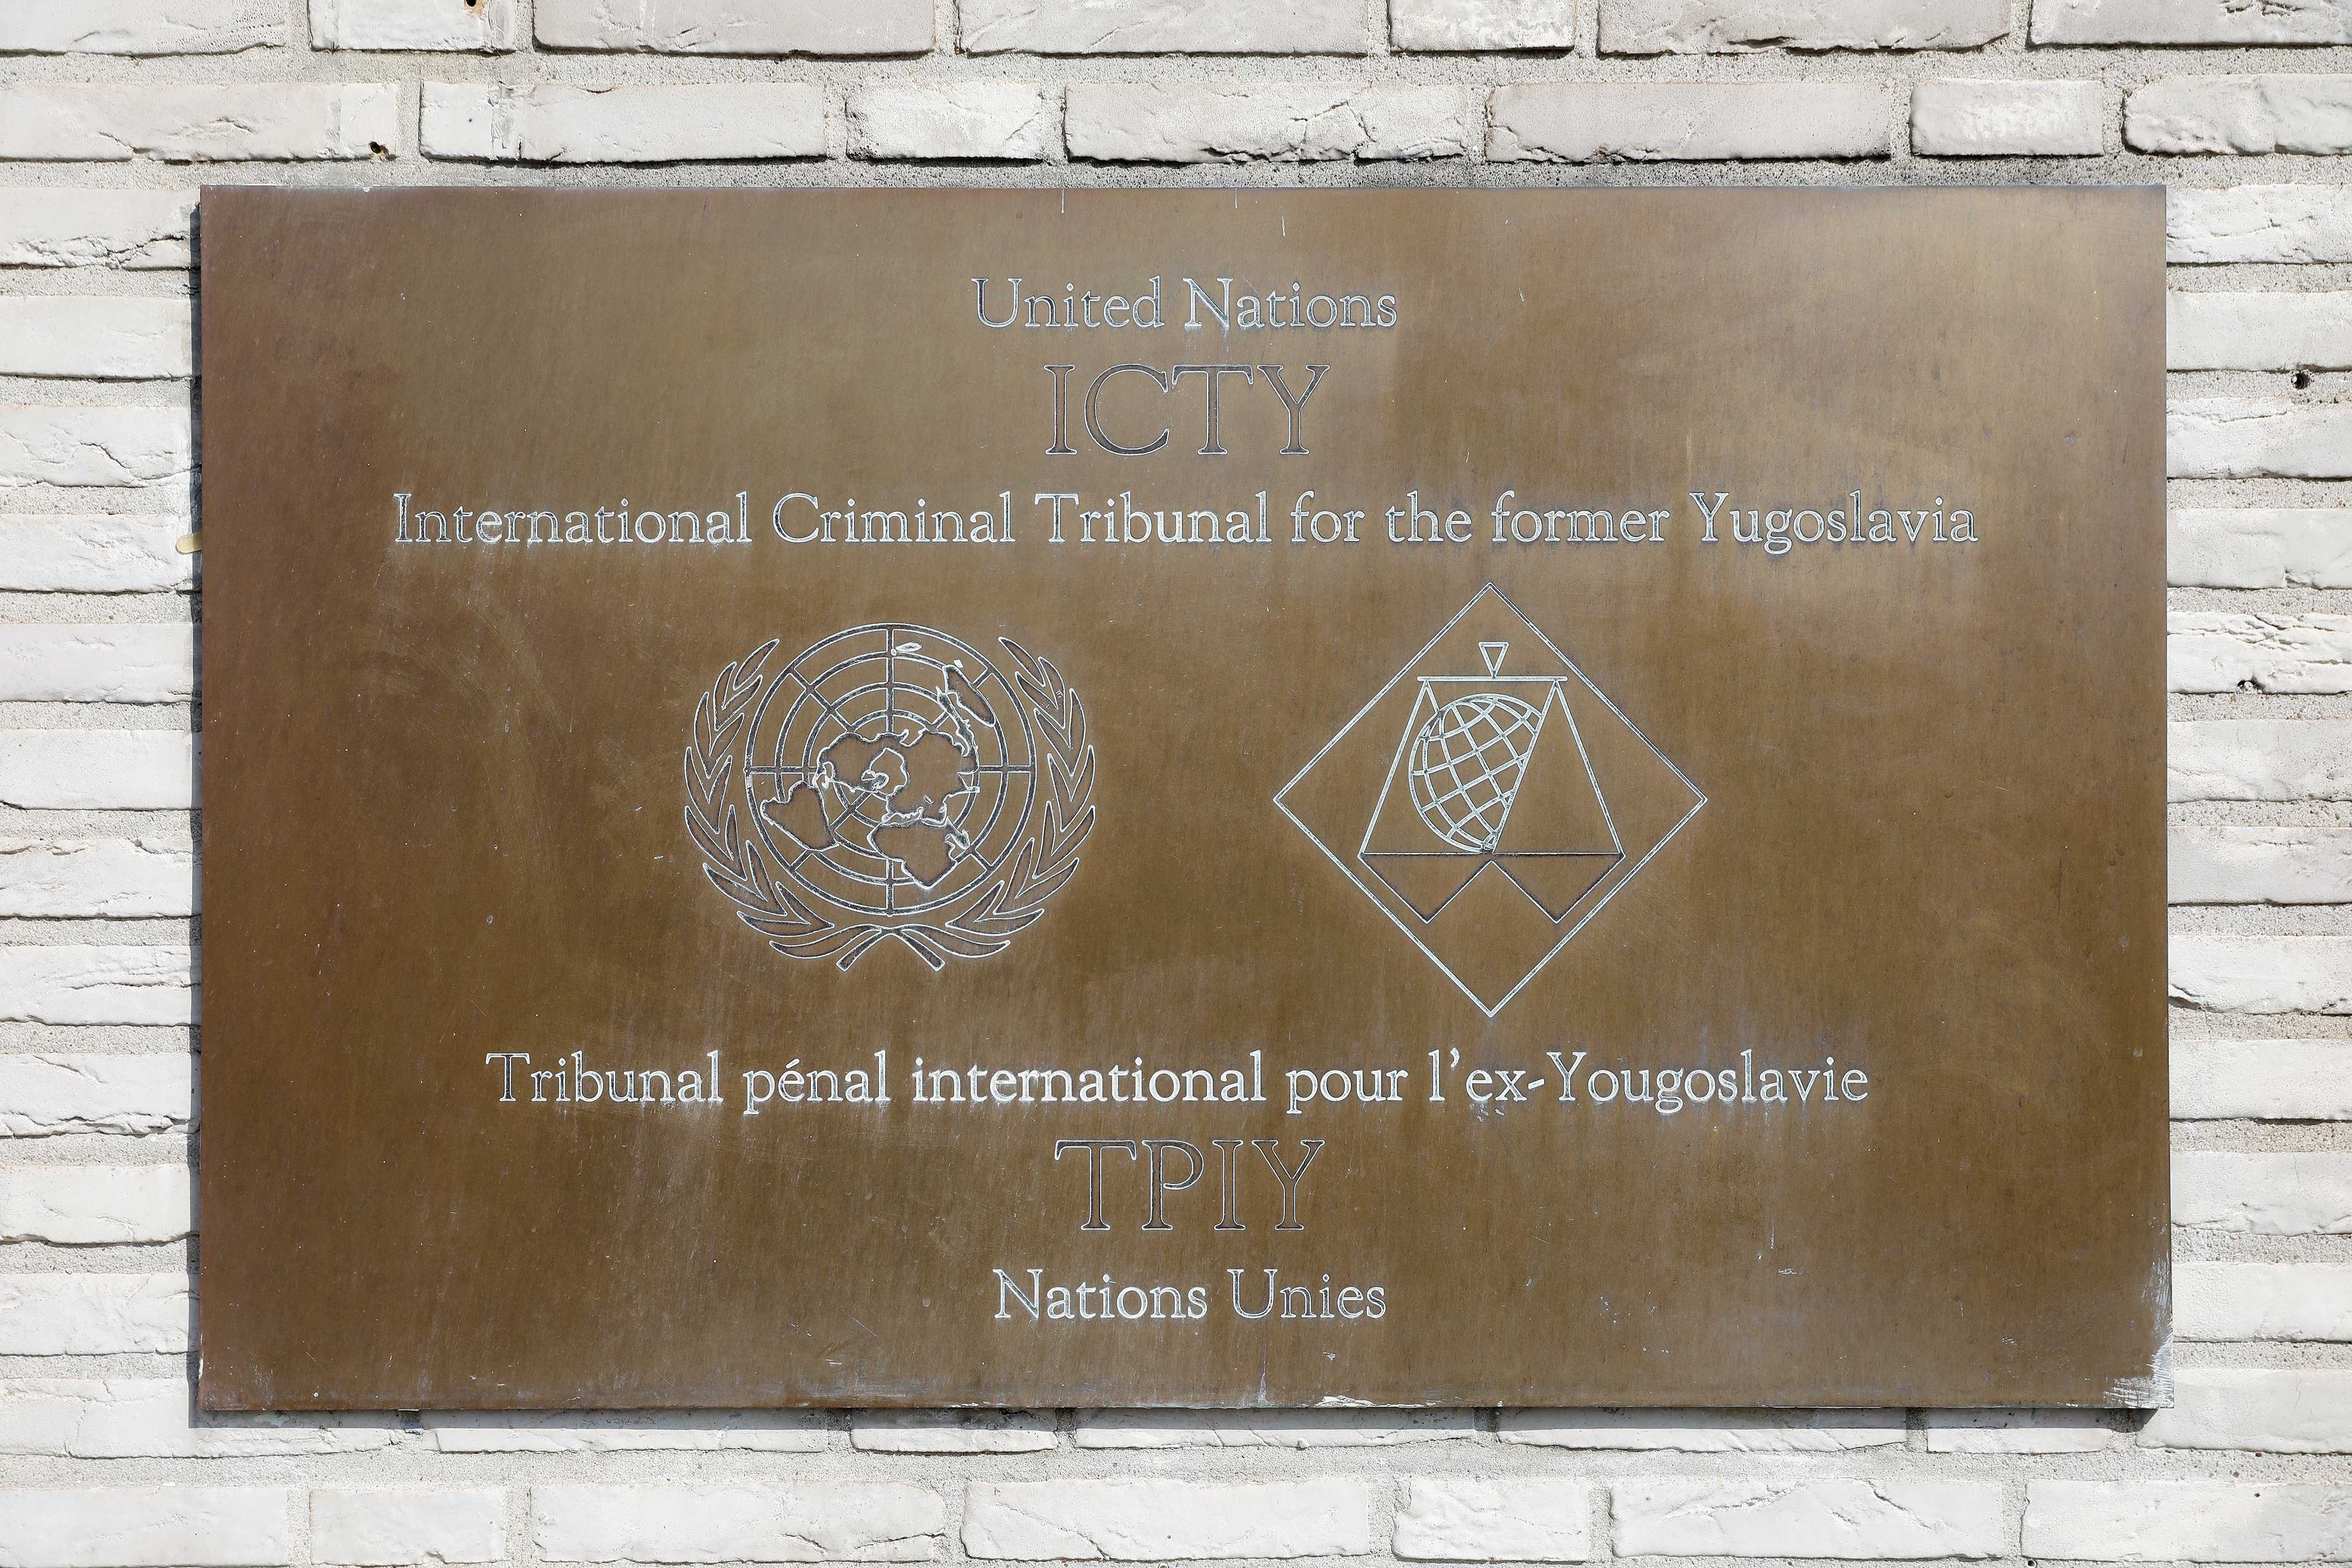 United Nations
ICTY
International Criminal Tribunal for the former Yugoslavia
Tribunal pénal international pour l'ex-Yougoslavie
TPIY
Nations Unies